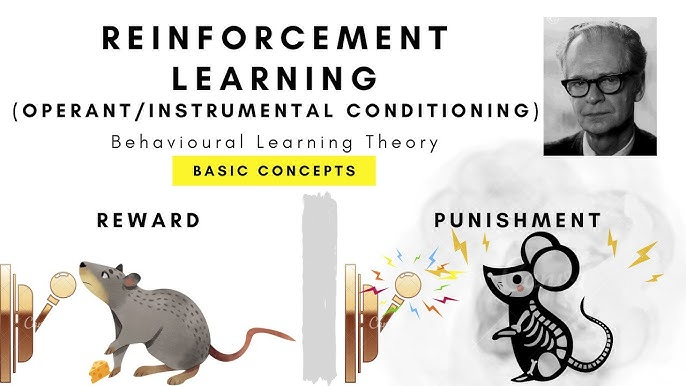 REINFORCEMENT
LEARNING
(OPERANT/INSTRUMENTAL CONDITIONING)
Behavioural Learning Theory
BASIC CONCEPTS
REWARD
PUNISHMENT